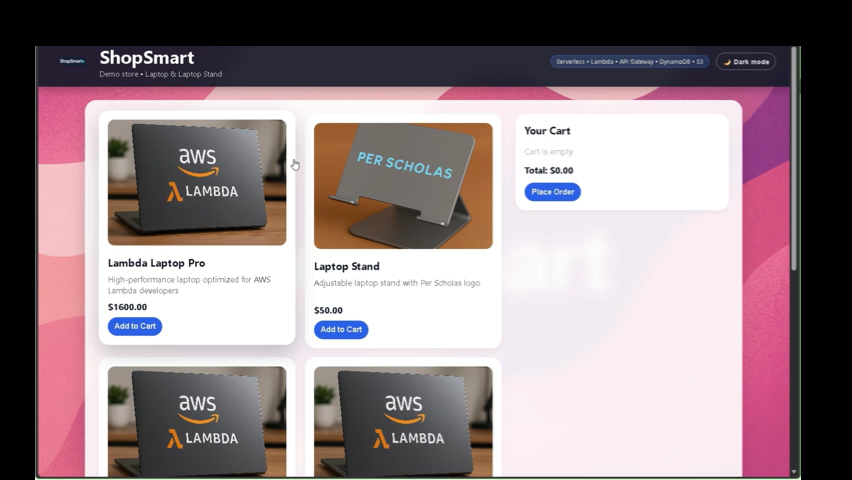 ShopSmart
ShopSmart
Demo store • Laptop & Laptop Stand
Serverless • Lambda • API Gateway • DynamoDB • S3
🌙 Dark mode
aws
LAMBDA
Lambda Laptop Pro
High-performance laptop optimized for AWS
Lambda developers
$1600.00
Add to Cart
PER SCHOLAS
Laptop Stand
Adjustable laptop stand with Per Scholas logo
$50.00
Add to Cart
Your Cart
Cart is empty
Total: $0.00
Place Order
art
aws
LAMBDA
aws
LAMBDA